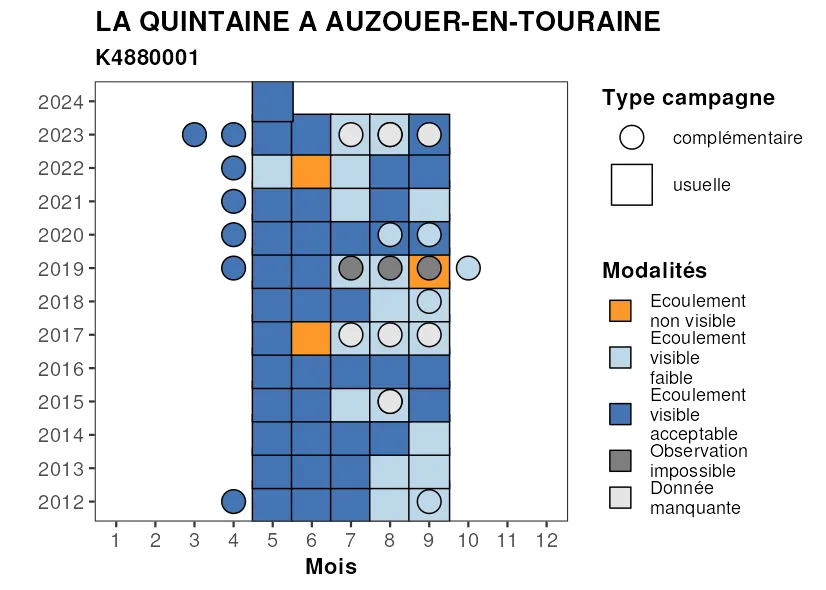 LA QUINTAINE A AUZOUER-EN-TOURAINE
K4880001
2024
2023
2022
2021
2020
2019
2018
2017
2016
2015
2014
2013
2012
1 2 3 4 5 6 7 8 9 10 11 12
Mois
Type campagne
complémentaire
usuelle
Modalités
Ecoulement
non visible
Ecoulement
visible
faible
Ecoulement
visible
acceptable
Observation
impossible
Donnée
manquante